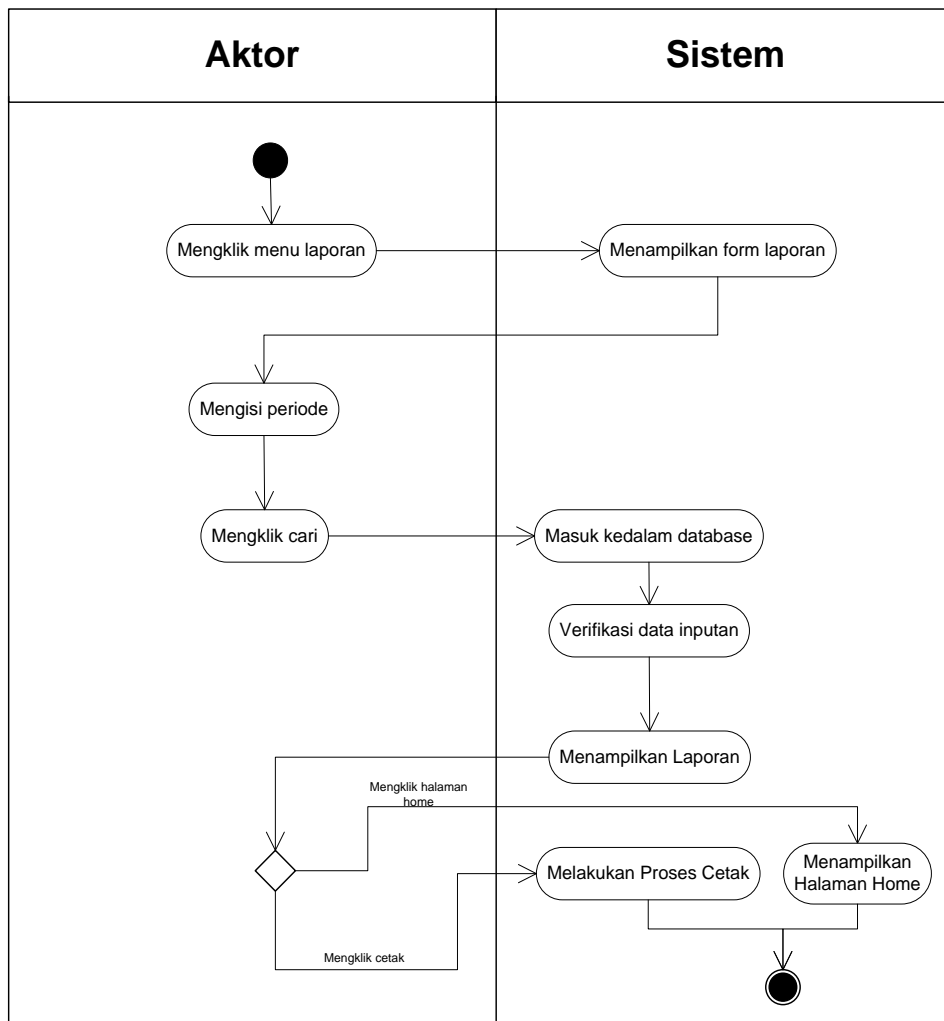 Aktor
Sistem
Mengklik menu laporan
Menampilkan form laporan
Mengisi periode
Mengklik cari
Masuk kedalam database
Verifikasi data inputan
Menampilkan Laporan
Mengklik halaman
home
Melakukan Proses Cetak
Menampilkan
Halaman Home
Mengklik cetak